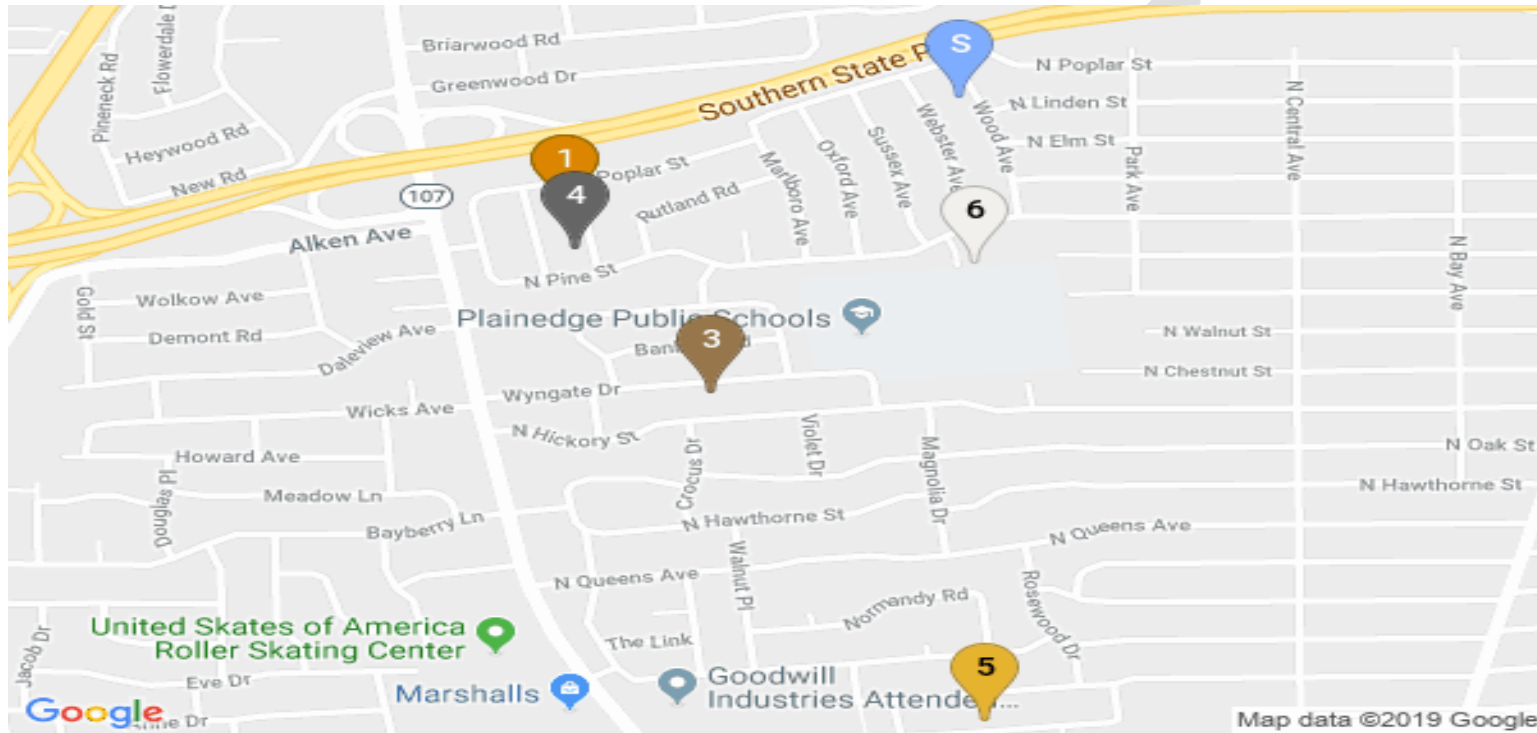 Briarwood Rd
Greenwood Dr
Pineneck Rd
Flowerdale
Heywood Rd
New Rd
Southern State P
S
N Poplar St
N Linden St
N Elm St
Wood Ave
Webster Ave
Sussex Ave
Oxford Ave
Marlboro Ave
Park Ave
N Central Ave
N Bay Ave
1
Poplar St
4
Rutland Rd
107
6
Alken Ave
N Pine St
Wolkow Ave
Gold St
Demont Rd
Daleview Ave
Plainedge Public Schools
3
N Walnut St
N Chestnut St
Wyngate Dr
Wicks Ave
N Hickory St
Violet Dr
Crocus Dr
Magnolia Dr
N Oak St
Howard Ave
Meadow Ln
Douglas Pl
Bayberry Ln
N Hawthorne St
N Hawthorne St
N Queens Ave
N Queens Ave
Walnut Pl
Rosewood Dr
Normandy Rd
United Skates of America
Roller Skating Center
The Link
Jacob Dr
Eve Dr
Marshalls
Goodwill
Industries Attende...
5
Google
Map data ©2019 Google